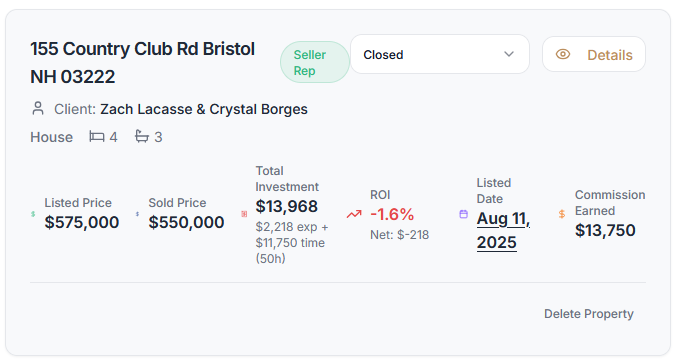 155 Country Club Rd Bristol
NH 03222
Seller
Rep
Closed
Details
Client: Zach Lacasse & Crystal Borges
House 4 3
Listed Price
$575,000
Sold Price
$550,000
Total
Investment
$13,968
$2,218 exp +
$11,750 time
(50h)
ROI
-1.6%
Net: $-218
Listed
Date
Aug 11,
2025
Commission
Earned
$13,750
Delete Property